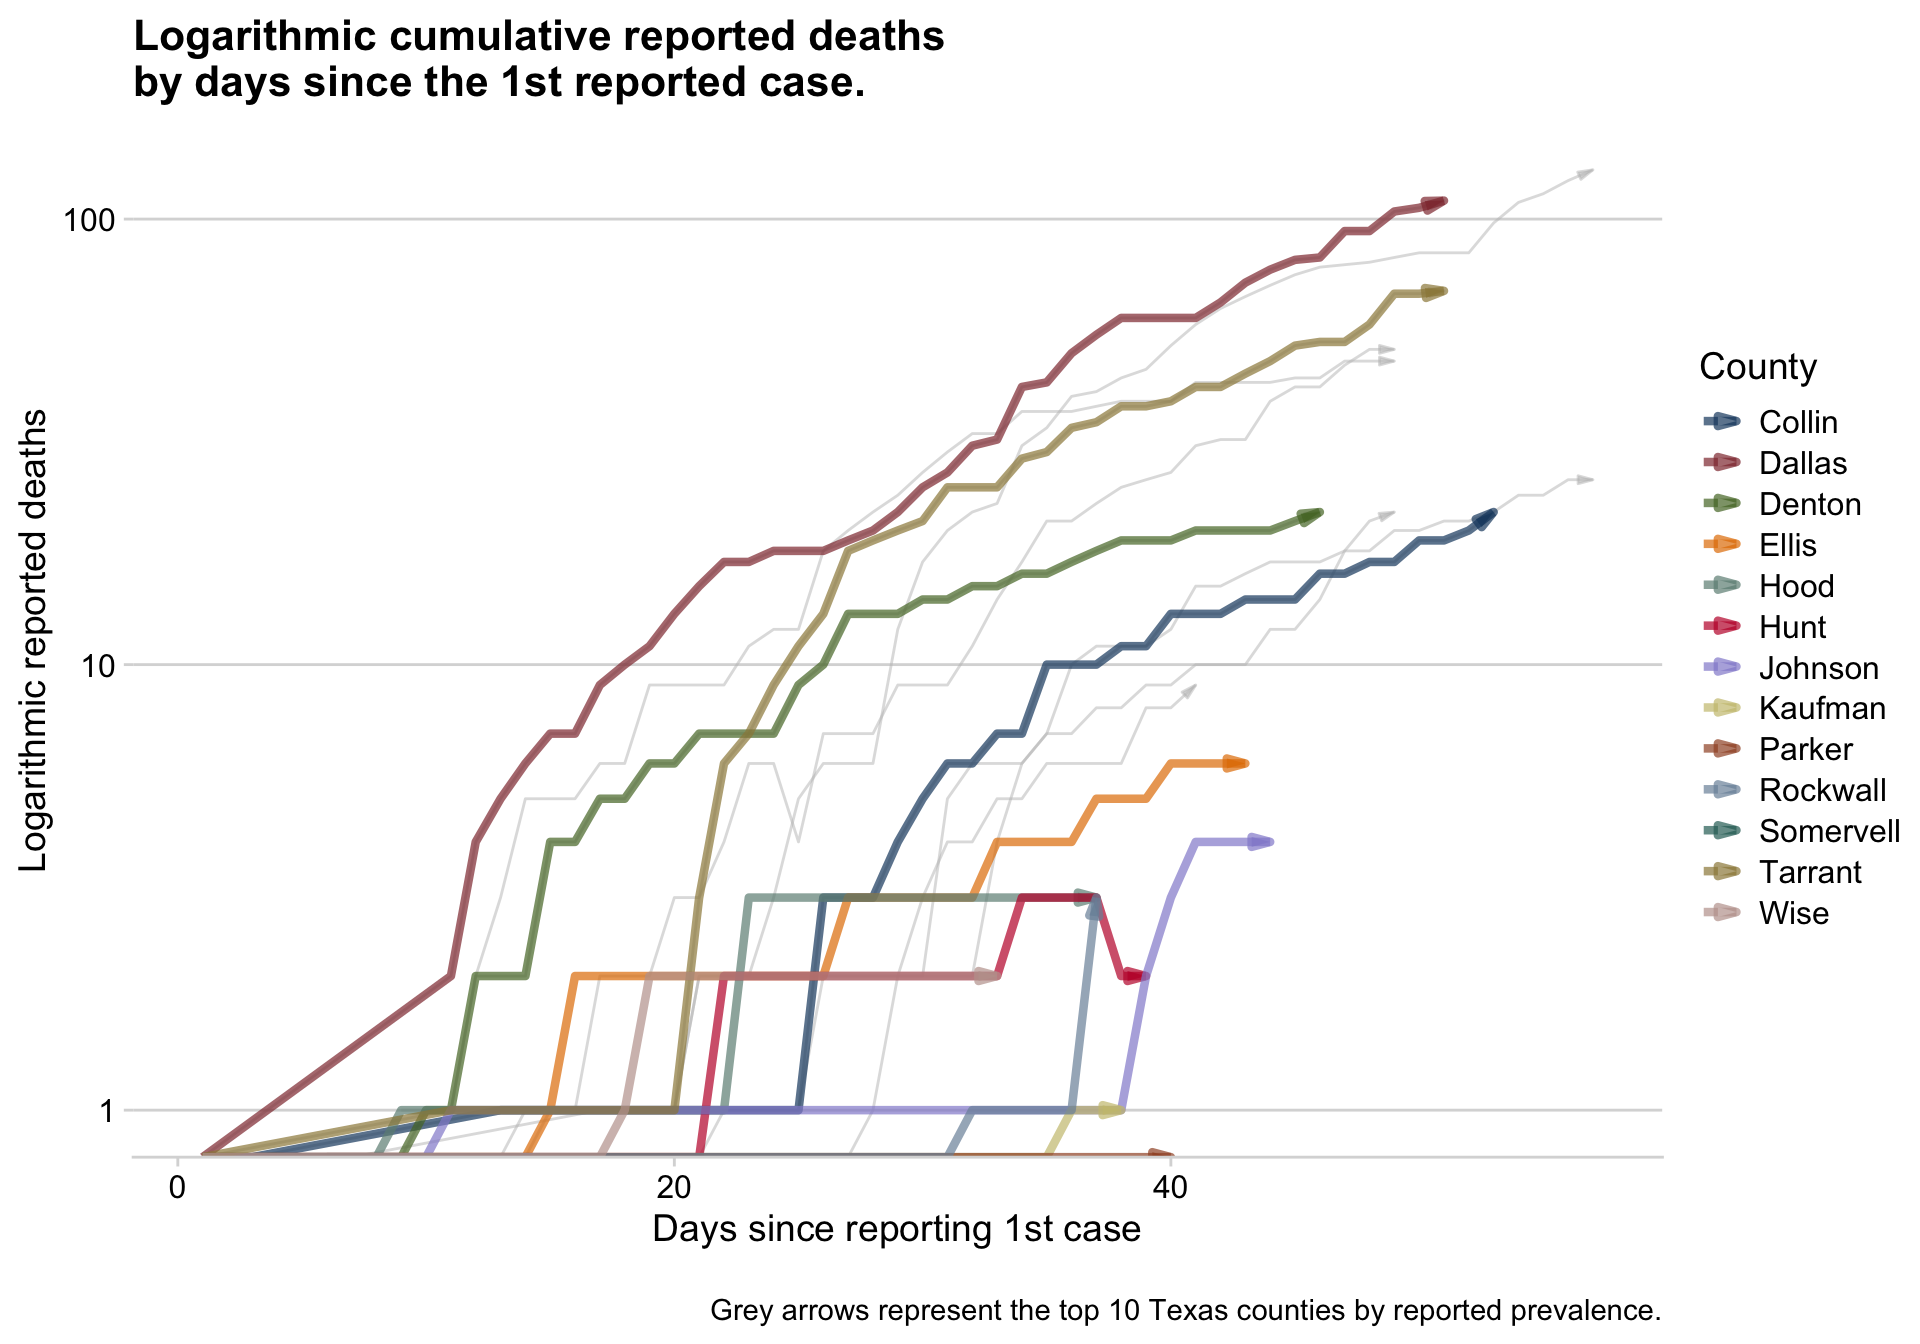 Logarithmic cumulative reported deaths
by days since the 1st reported case.
100
10
1
Logarithmic reported deaths
0
20
40
Days since reporting 1st case
County
Collin
Dallas
Denton
Ellis
Hood
Hunt
Johnson
Kaufman
Parker
Rockwall
Somervell
Tarrant
Wise
Grey arrows represent the top 10 Texas counties by reported prevalence.